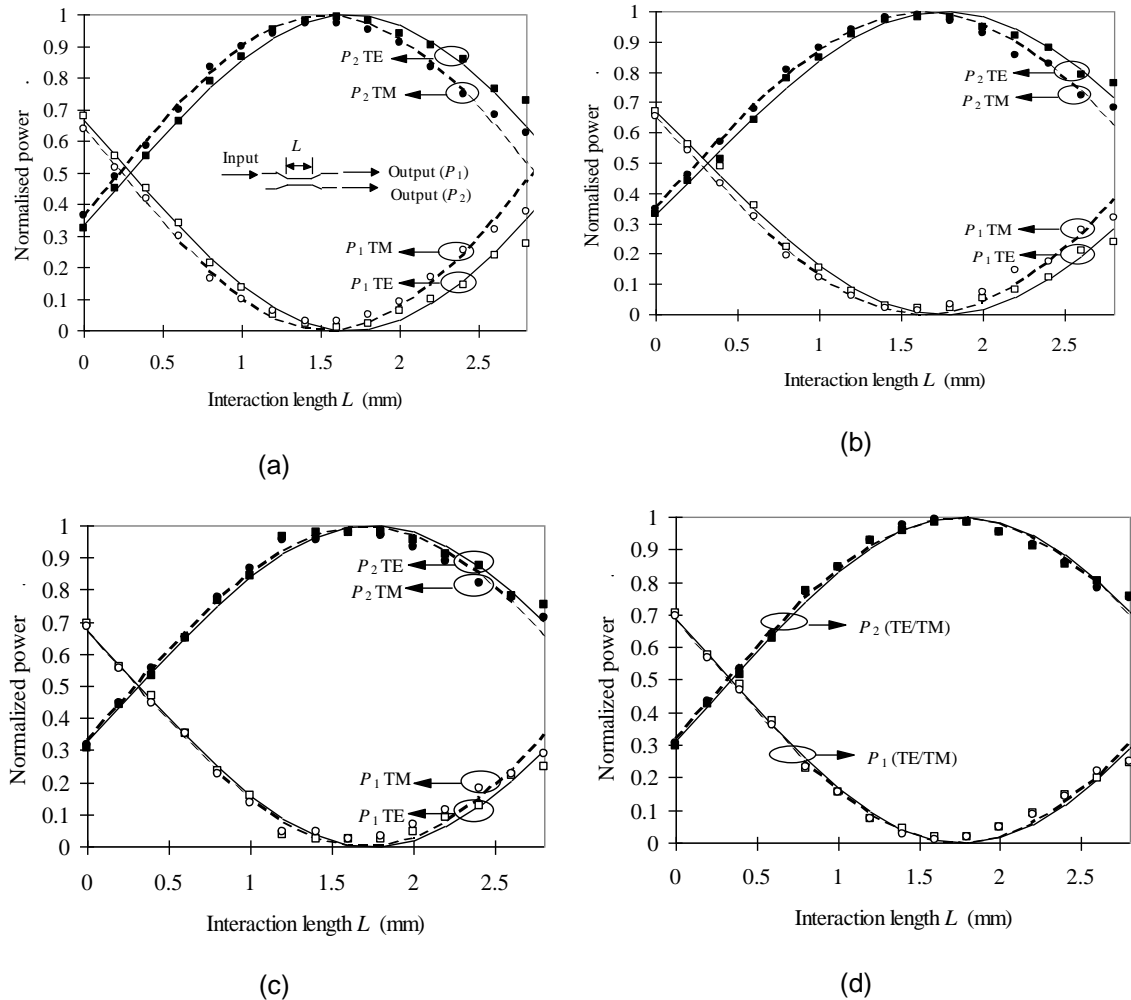 1
0.9
0.8
0.7
0.6
0.5
0.4
0.3
0.2
0.1
0
Normalised power
P2 TE
P2 TM
L
Input
Output (P1)
Output (P2)
P1 TM
P1 TE
0 0.5 1 1.5 2 2.5
Interaction length L (mm)
(a)
1
0.9
0.8
0.7
0.6
0.5
0.4
0.3
0.2
0.1
0
Normalised power
P2 TE
P2 TM
P1 TM
P1 TE
0 0.5 1 1.5 2 2.5
Interaction length L (mm)
(b)
1
0.9
0.8
0.7
0.6
0.5
0.4
0.3
0.2
0.1
0
Normalized power
P2 TE
P2 TM
P1 TM
P1 TE
0 0.5 1 1.5 2 2.5
Interaction length L (mm)
(c)
1
0.9
0.8
0.7
0.6
0.5
0.4
0.3
0.2
0.1
0
Normalized power
P2 (TE/TM)
P1 (TE/TM)
0 0.5 1 1.5 2 2.5
Interaction length L (mm)
(d)